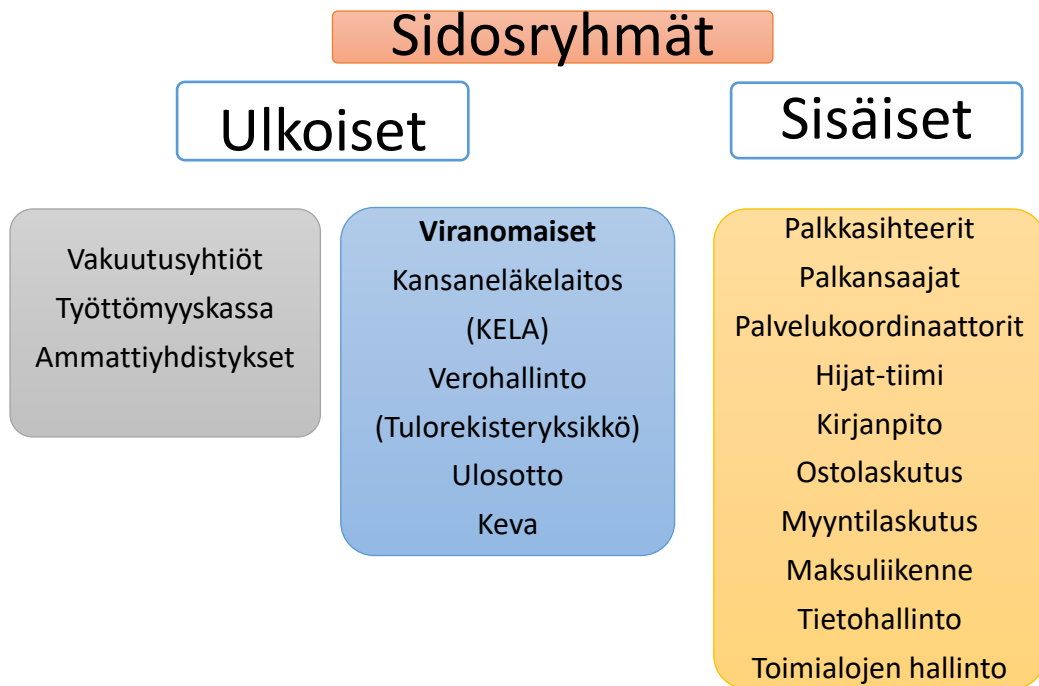 Sidosryhmät
Ulkoiset
Sisäiset
Vakuutusyhtiöt
Työttömyyskassa
Ammattiyhdistykset
Viranomaiset
Kansaneläkelaitos
(KELA)
Verohallinto
(Tulorekisteryksikkö)
Ulosotto
Keva
Palkkasihteerit
Palkansaajat
Palvelukoordinaattorit
Hijat-tiimi
Kirjanpito
Ostolaskutus
Myyntilaskutus
Maksuliikenne
Tietohallinto
Toimialojen hallinto